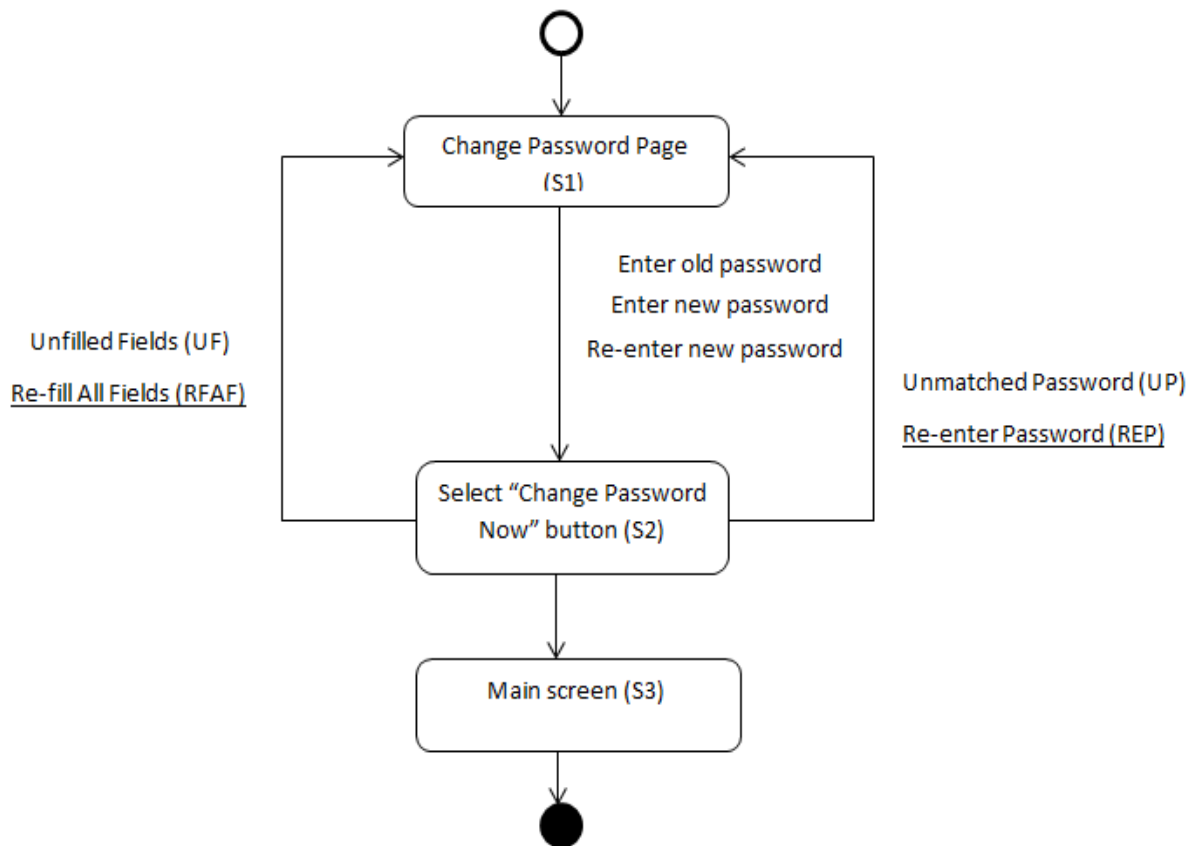 Change Password Page
(S1)
Enter old password
Enter new password
Re-enter new password
Unfilled Fields (UF)
Re-fill All Fields (RFAF)
Unmatched Password (UP)
Re-enter Password (REP)
Select “Change Password
Now” button (S2)
Main screen (S3)